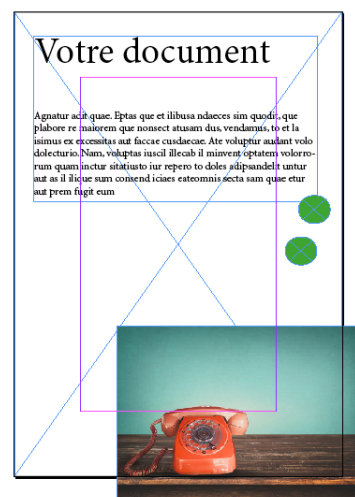 Votre document
Agnatur adit quae. Eptas que et ilibusa ndaeces sim quodit, que
plabore re maiorem que nonsect atusam dus, vendamus, to et la
isimus ex excessitas aut faccae cusdaecae. Ate voluptur audant volo
dolecturio. Nam, voluptas iuscil illecab il minvent optatem volorro-
rum quam inctur sitatiusto iur repero to doles adipsandelit untur
aut as il ilique sum consend iciaes eateomnis secta sam quae etur
aut prem fugit eum